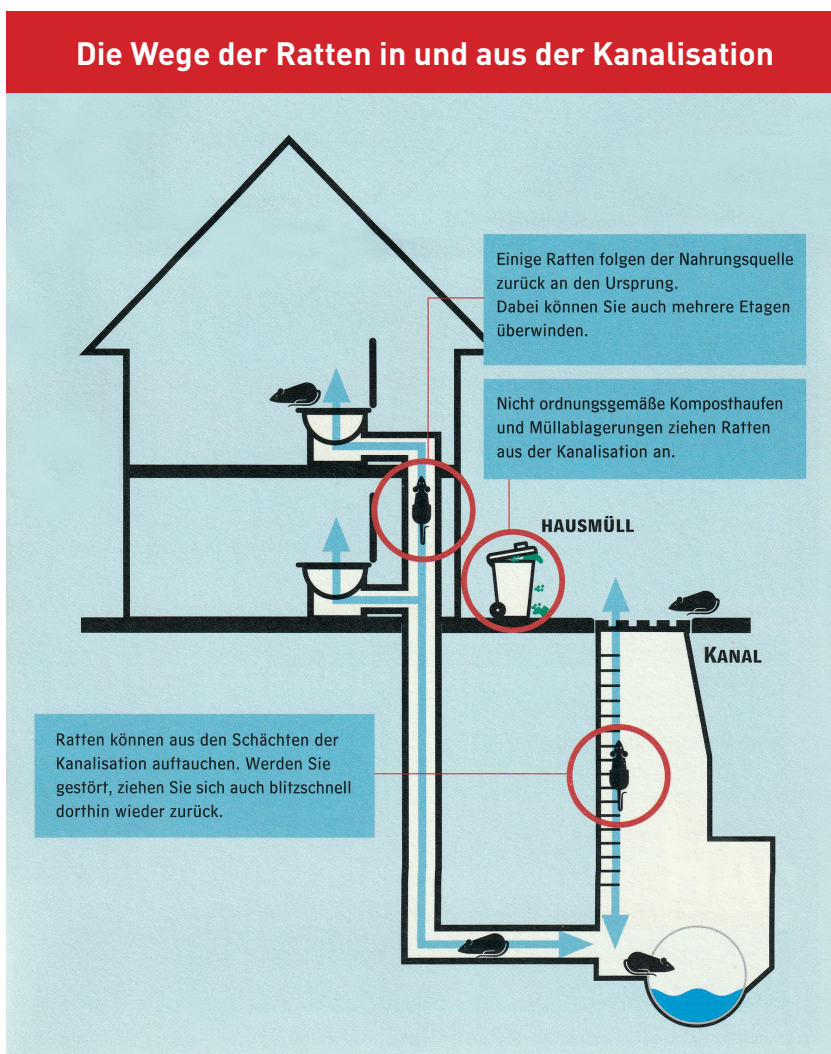 Die Wege der Ratten in und aus der Kanalisation
Einige Ratten folgen der Nahrungsquelle
zurück an den Ursprung.
Dabei können Sie auch mehrere Etagen
überwinden.
Nicht ordnungsgemäße Komposthaufen
und Müllablagerungen ziehen Ratten
aus der Kanalisation an.
HAUSMÜLL
KANAL
Ratten können aus den Schächten der
Kanalisation auftauchen. Werden Sie
gestört, ziehen Sie sich auch blitzschnell
dorthin wieder zurück.